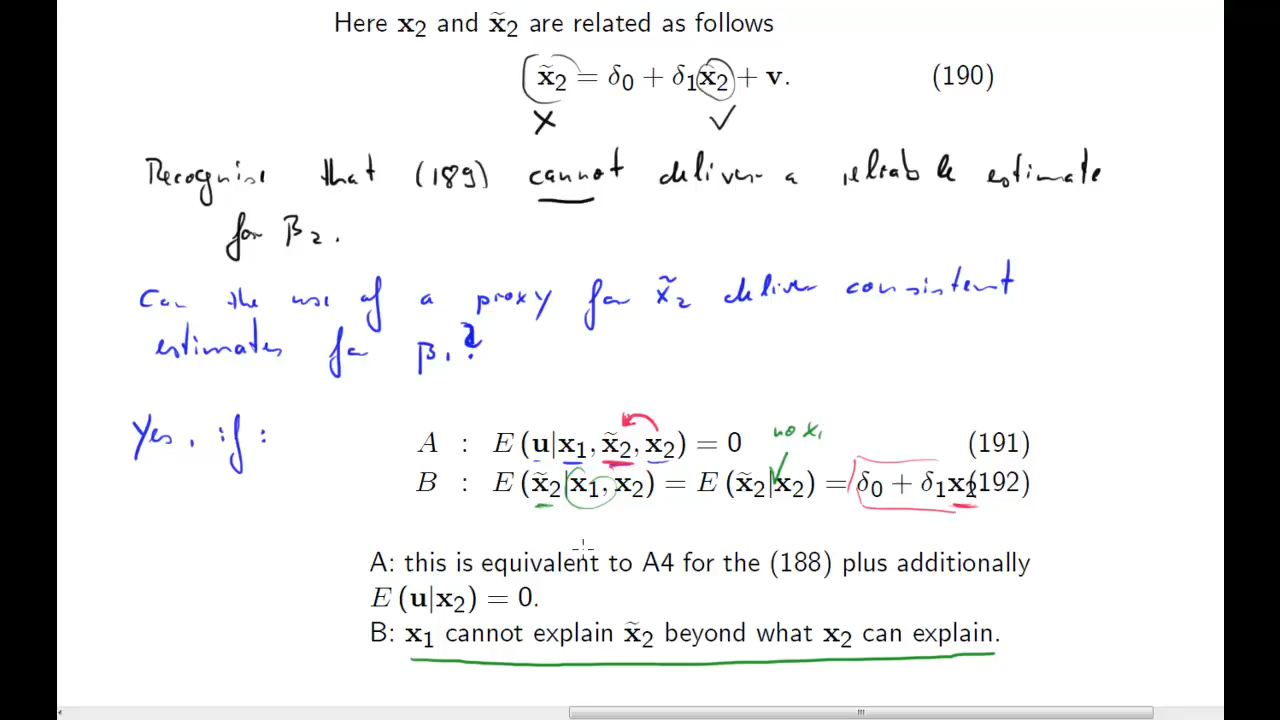 Here x₂ and x̃₂ are related as follows
x̃₂ = δ₀ + δ₁x₂ + v. (190)
Recognise that (189) cannot deliver a reliable estimate
for β₂.
Can the use of a proxy for x̃₂ deliver consistent
estimates for β₁?
no x₁
Yes, if:
A : E (u|x₁, x̃₂, x₂) = 0 (191)
B : E (x̃₂|x₁, x₂) = E (x̃₂|x₂) = δ₀ + δ₁x₂ (192)
A: this is equivalent to A4 for the (188) plus additionally
E (u|x₂) = 0.
B: x₁ cannot explain x̃₂ beyond what x₂ can explain.